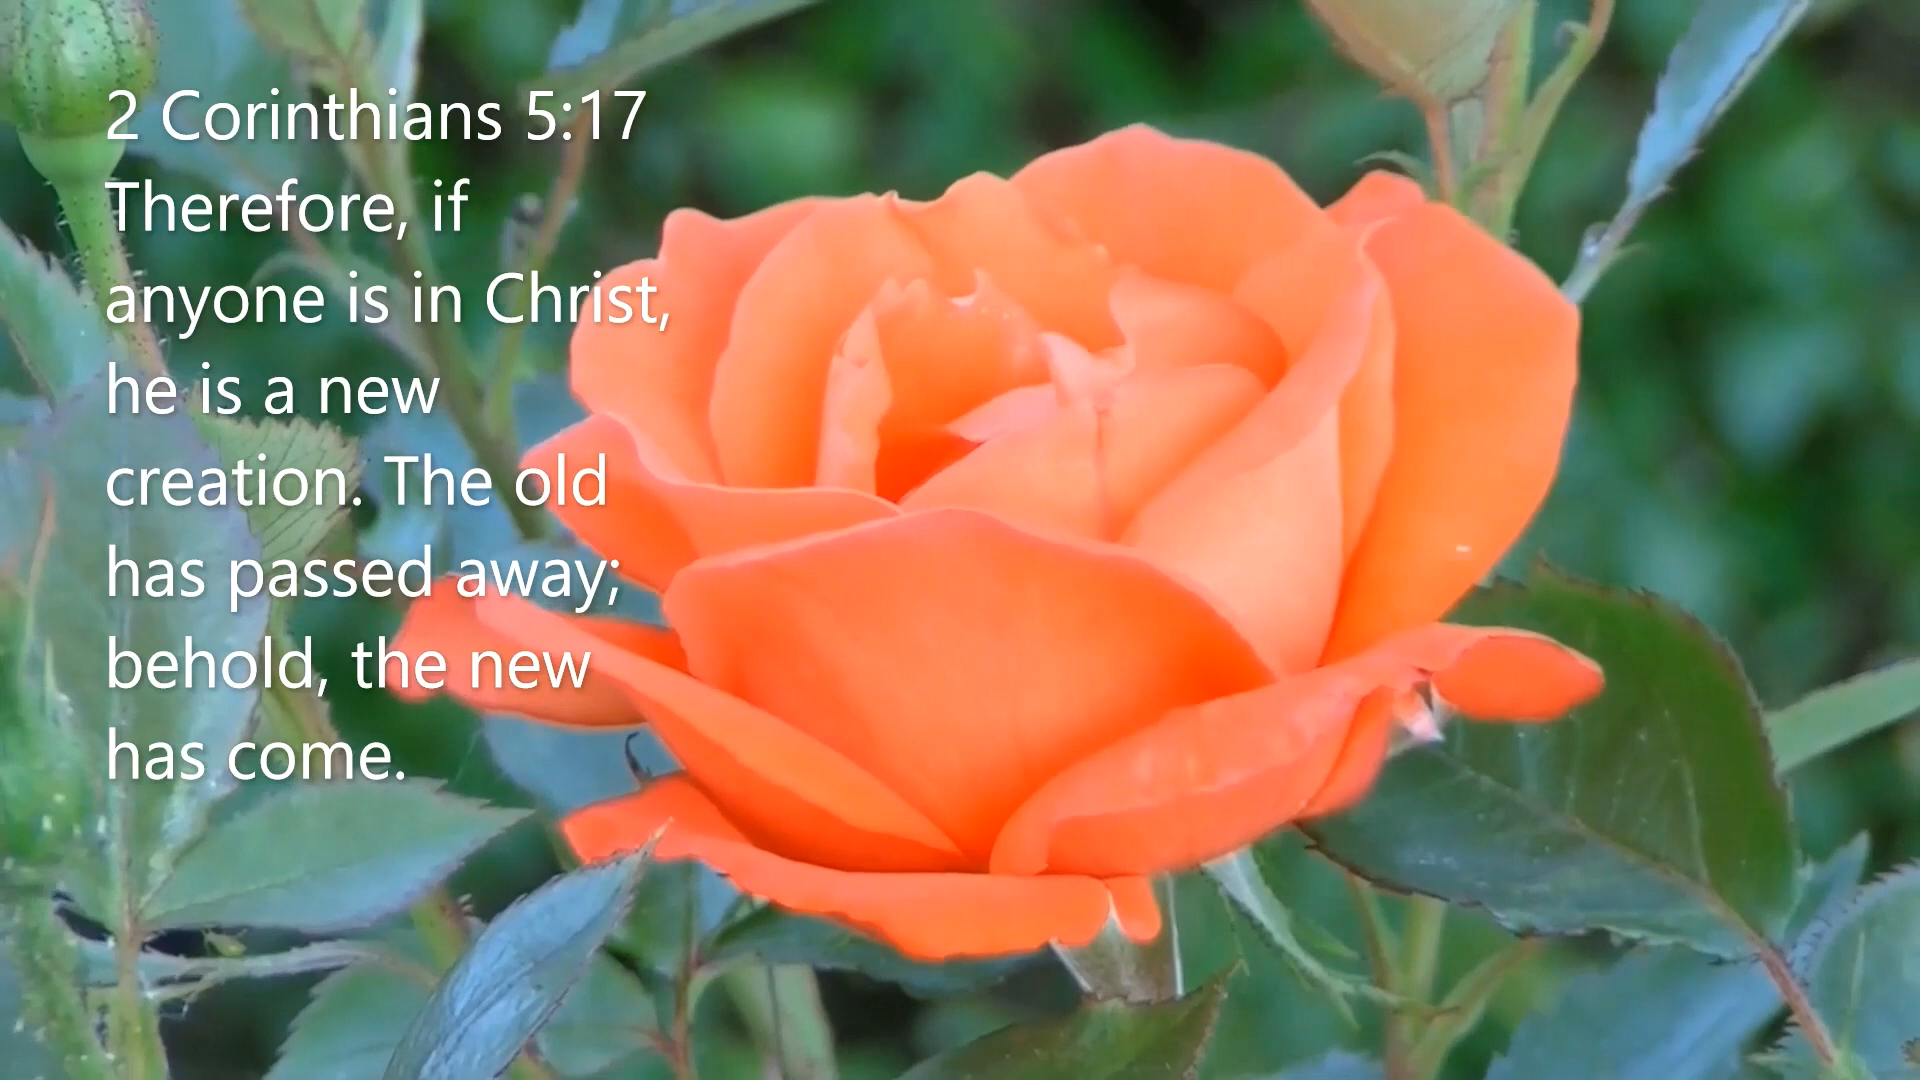 2 Corinthians 5:17
Therefore, if
anyone is in Christ,
he is a new
creation. The old
has passed away;
behold, the new
has come.